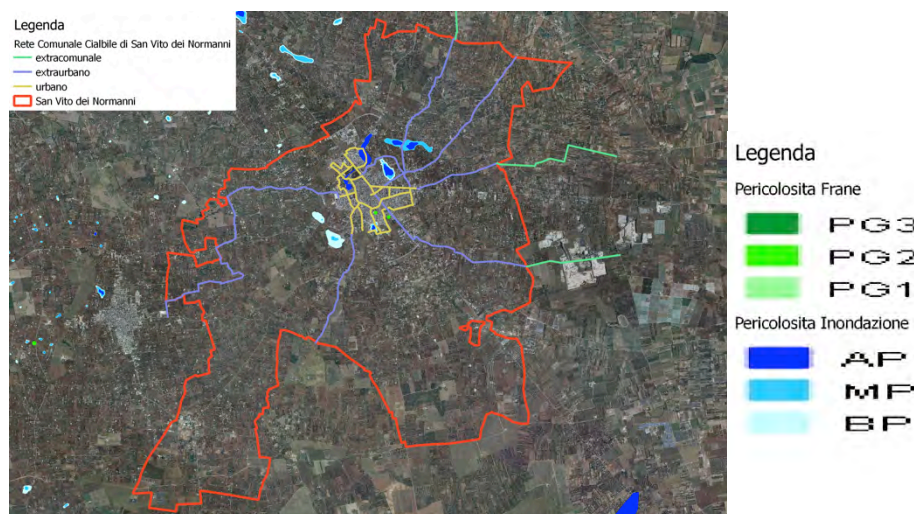 Legenda
Rete Comunale Cialbile di San Vito dei Normanni
extracomunale
extraurbano
urbano
San Vito dei Normanni
Legenda
Pericolosita Frane
PG3
PG2
PG1
Pericolosita Inondazione
AP
MP
BP